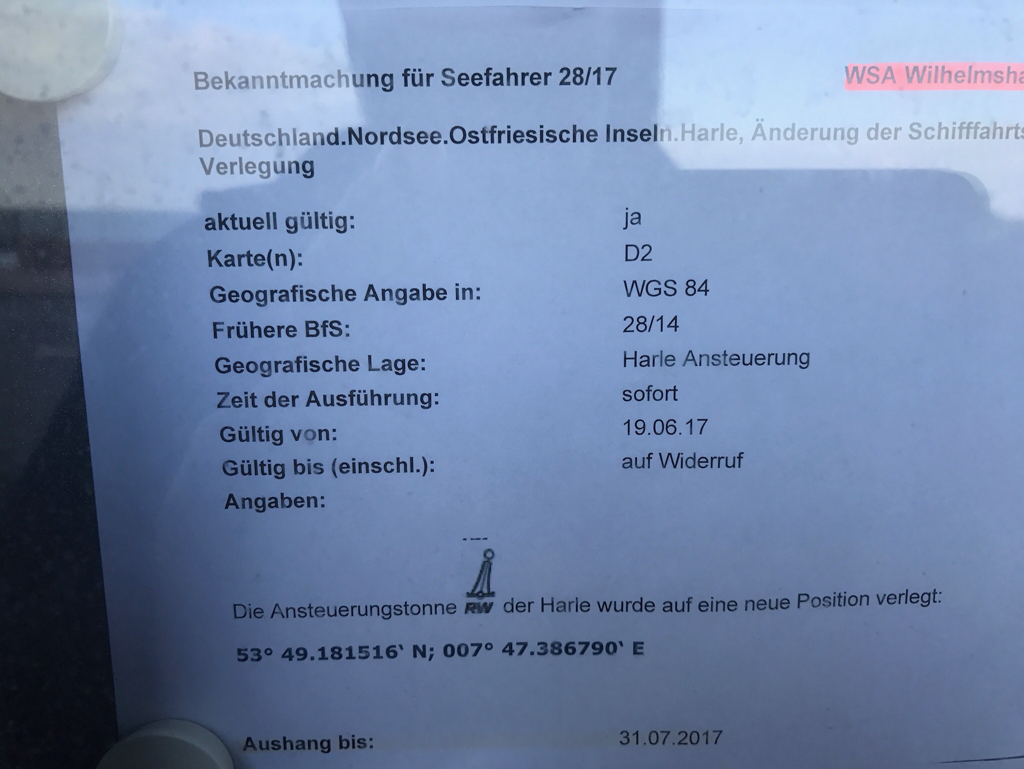 Bekanntmachung für Seefahrer 28/17 WSA Wilhelmsha
Deutschland.Nordsee.Ostfriesische Inseln.Harle, Änderung der Schifffahrts
Verlegung
aktuell gültig: ja
Karte(n): D2
Geografische Angabe in: WGS 84
Frühere BfS: 28/14
Geografische Lage: Harle Ansteuerung
Zeit der Ausführung: sofort
Gültig von: 19.06.17
Gültig bis (einschl.): auf Widerruf
Angaben:
Die Ansteuerungstonne RW der Harle wurde auf eine neue Position verlegt:
53° 49.181516‘ N; 007° 47.386790‘ E
Aushang bis: 31.07.2017